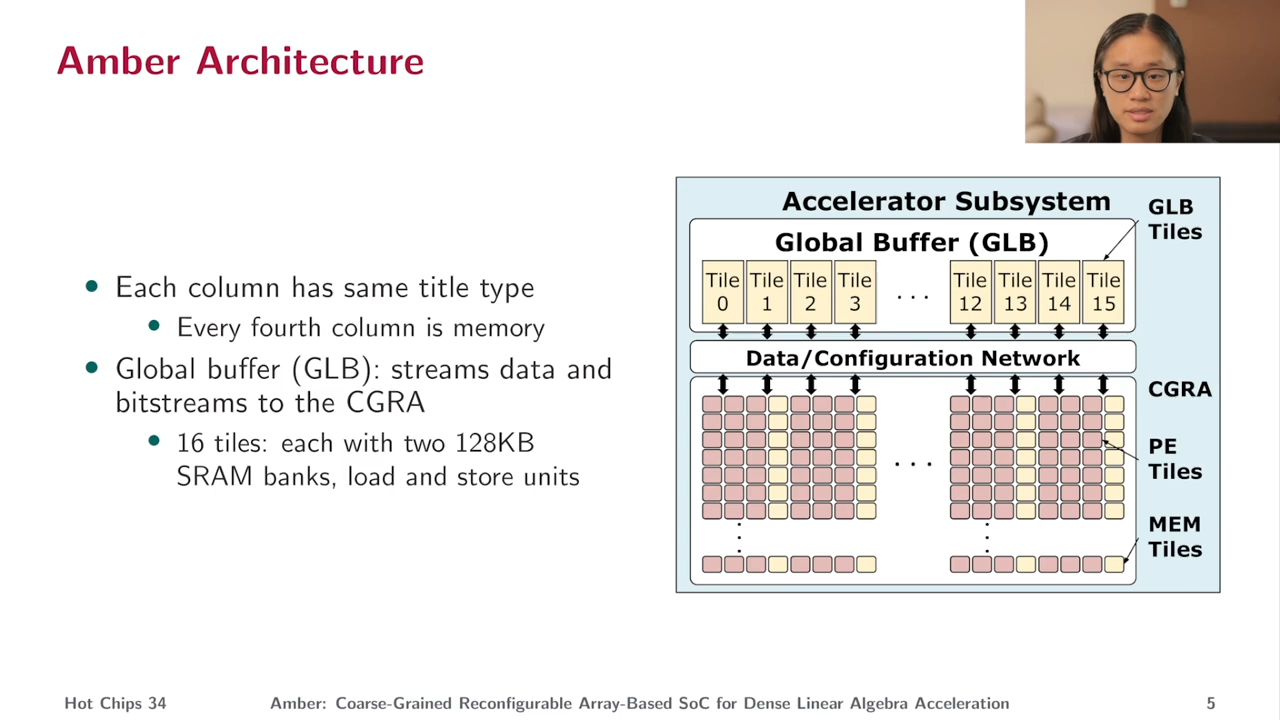 Amber Architecture
Each column has same title type
Every fourth column is memory
Global buffer (GLB): streams data and
bitstreams to the CGRA
16 tiles: each with two 128KB
SRAM banks, load and store units
Accelerator Subsystem
Global Buffer (GLB)
Tile 0
Tile 1
Tile 2
Tile 3
. . .
Tile 12
Tile 13
Tile 14
Tile 15
GLB
Tiles
Data/Configuration Network
CGRA
PE
Tiles
. . .
MEM
Tiles
Hot Chips 34
Amber: Coarse-Grained Reconfigurable Array-Based SoC for Dense Linear Algebra Acceleration
5